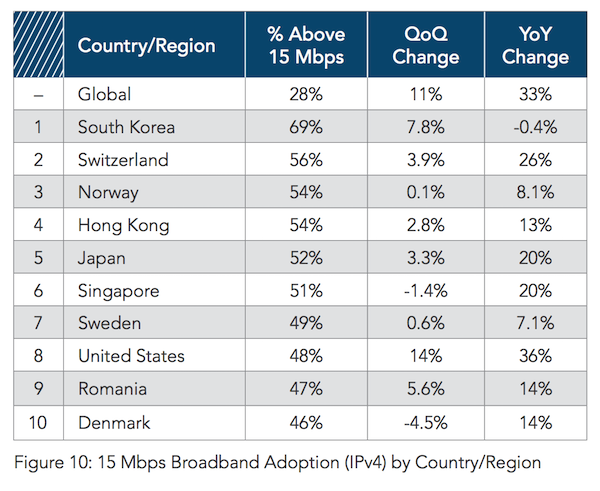 Country/Region % Above 15 Mbps QoQ Change YoY Change
– Global 28% 11% 33%
1 South Korea 69% 7.8% -0.4%
2 Switzerland 56% 3.9% 26%
3 Norway 54% 0.1% 8.1%
4 Hong Kong 54% 2.8% 13%
5 Japan 52% 3.3% 20%
6 Singapore 51% -1.4% 20%
7 Sweden 49% 0.6% 7.1%
8 United States 48% 14% 36%
9 Romania 47% 5.6% 14%
10 Denmark 46% -4.5% 14%
Figure 10: 15 Mbps Broadband Adoption (IPv4) by Country/Region